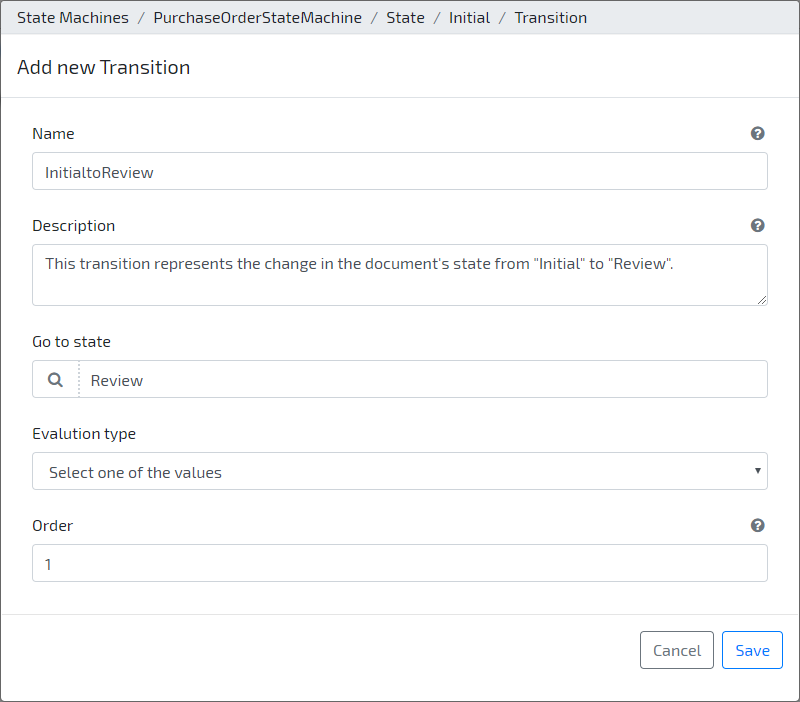 State Machines / PurchaseOrderStateMachine / State / Initial / Transition
Add new Transition
Name
InitialtoReview
Description
This transition represents the change in the document's state from "Initial" to "Review".
Go to state
Review
Evalution type
Select one of the values
Order
1
Cancel Save